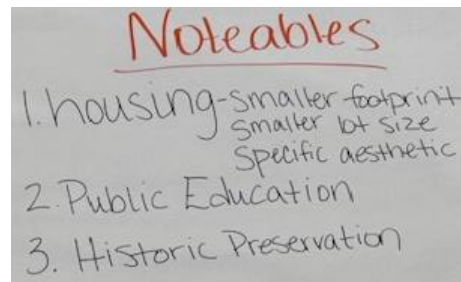 Noteables
1. housing - smaller footprint
smaller lot size
specific aesthetic
2. Public Education
3. Historic Preservation